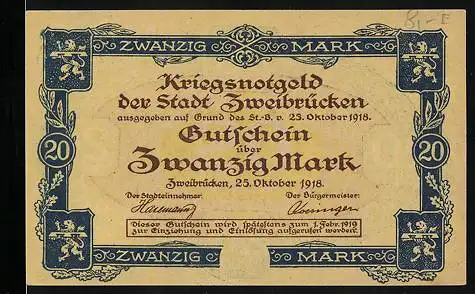 ZWANZIG MARK
Kriegsnotgeld
der Stadt Zweibrücken
ausgegeben auf Grund des St.-B. v. 23. Oktober 1918.
Gutschein
über
20 Zwanzig Mark 20
Zweibrücken, 25. Oktober 1918.
Der Stadteinnehmer: Der Bürgermeister:
Dieser Gutschein wird spätestens zum 1. Febr. 1919
zur Einziehung und Einlösung aufgerufen werden.
ZWANZIG MARK